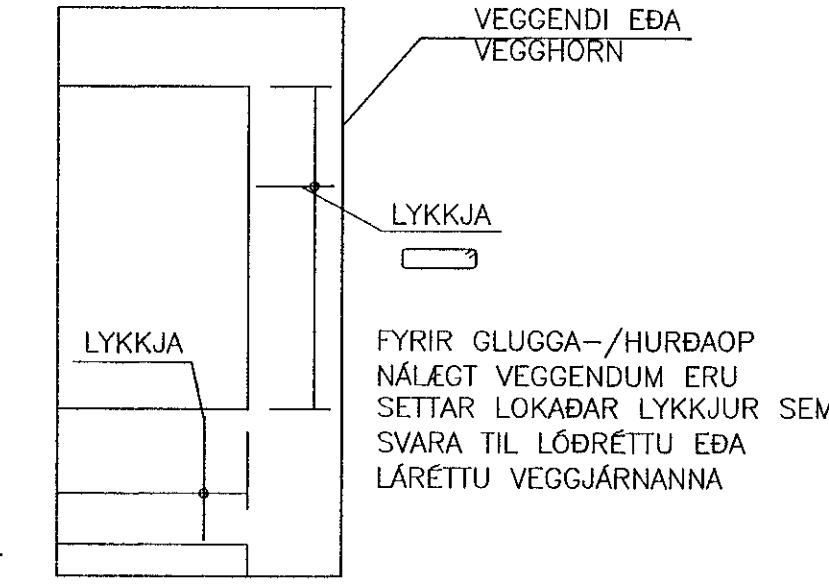 VEGGENDI EÐA
VEGGHORN
LYKKJA
LYKKJA
FYRIR GLUGGA-/HURÐAOP
NÁLÆGT VEGGENDUM ERU
SETTAR LOKAÐAR LYKKJUR SEM
SVARA TIL LÓÐRÉTTU EÐA
LÁRÉTTU VEGGJÁRNANNA